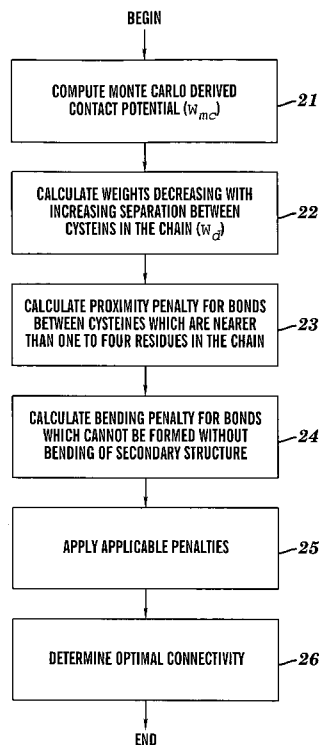 BEGIN
COMPUTE MONTE CARLO DERIVED
CONTACT POTENTIAL (Wmc)
21
CALCULATE WEIGHTS DECREASING WITH
INCREASING SEPARATION BETWEEN
CYSTEINS IN THE CHAIN (Wd)
22
CALCULATE PROXIMITY PENALTY FOR BONDS
BETWEEN CYSTEINES WHICH ARE NEARER
THAN ONE TO FOUR RESIDUES IN THE CHAIN
23
CALCULATE BENDING PENALTY FOR BONDS
WHICH CANNOT BE FORMED WITHOUT
BENDING OF SECONDARY STRUCTURE
24
APPLY APPLICABLE PENALTIES
25
DETERMINE OPTIMAL CONNECTIVITY
26
END